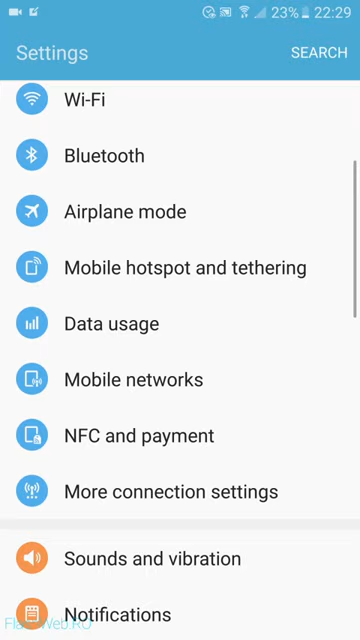 23% 22:29
Settings SEARCH
Wi-Fi
Bluetooth
Airplane mode
Mobile hotspot and tethering
Data usage
Mobile networks
NFC and payment
More connection settings
Sounds and vibration
Notifications